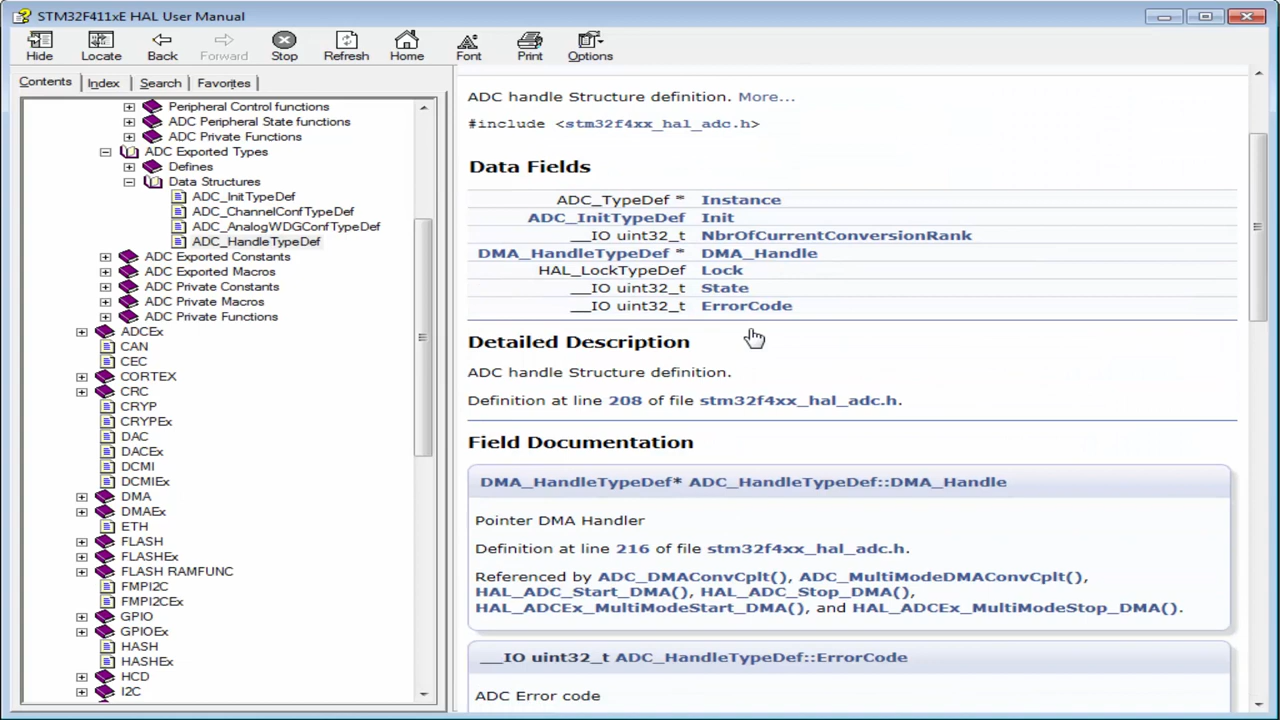 STM32F411xE HAL User Manual
Hide Locate Back Forward Stop Refresh Home Font Print Options
Contents Index Search Favorites
Peripheral Control functions
ADC Peripheral State functions
ADC Private Functions
ADC Exported Types
Defines
Data Structures
ADC_InitTypeDef
ADC_ChannelConfTypeDef
ADC_AnalogWDGConfTypeDef
ADC_HandleTypeDef
ADC Exported Constants
ADC Exported Macros
ADC Private Constants
ADC Private Macros
ADC Private Functions
ADCEx
CAN
CEC
CORTEX
CRC
CRYP
CRYPEx
DAC
DACEx
DCMI
DCMIEx
DMA
DMAEx
ETH
FLASH
FLASHEx
FLASH RAMFUNC
FMPI2C
FMPI2CEx
GPIO
GPIOEx
HASH
HASHEx
HCD
I2C
ADC handle Structure definition. More...
#include <stm32f4xx_hal_adc.h>
Data Fields
ADC_TypeDef * Instance
ADC_InitTypeDef Init
__IO uint32_t NbrOfCurrentConversionRank
DMA_HandleTypeDef * DMA_Handle
HAL_LockTypeDef Lock
__IO uint32_t State
__IO uint32_t ErrorCode
Detailed Description
ADC handle Structure definition.
Definition at line 208 of file stm32f4xx_hal_adc.h.
Field Documentation
DMA_HandleTypeDef* ADC_HandleTypeDef::DMA_Handle
Pointer DMA Handler
Definition at line 216 of file stm32f4xx_hal_adc.h.
Referenced by ADC_DMAConvCplt(), ADC_MultiModeDMAConvCplt(),
HAL_ADC_Start_DMA(), HAL_ADC_Stop_DMA(),
HAL_ADCEx_MultiModeStart_DMA(), and HAL_ADCEx_MultiModeStop_DMA().
__IO uint32_t ADC_HandleTypeDef::ErrorCode
ADC Error code